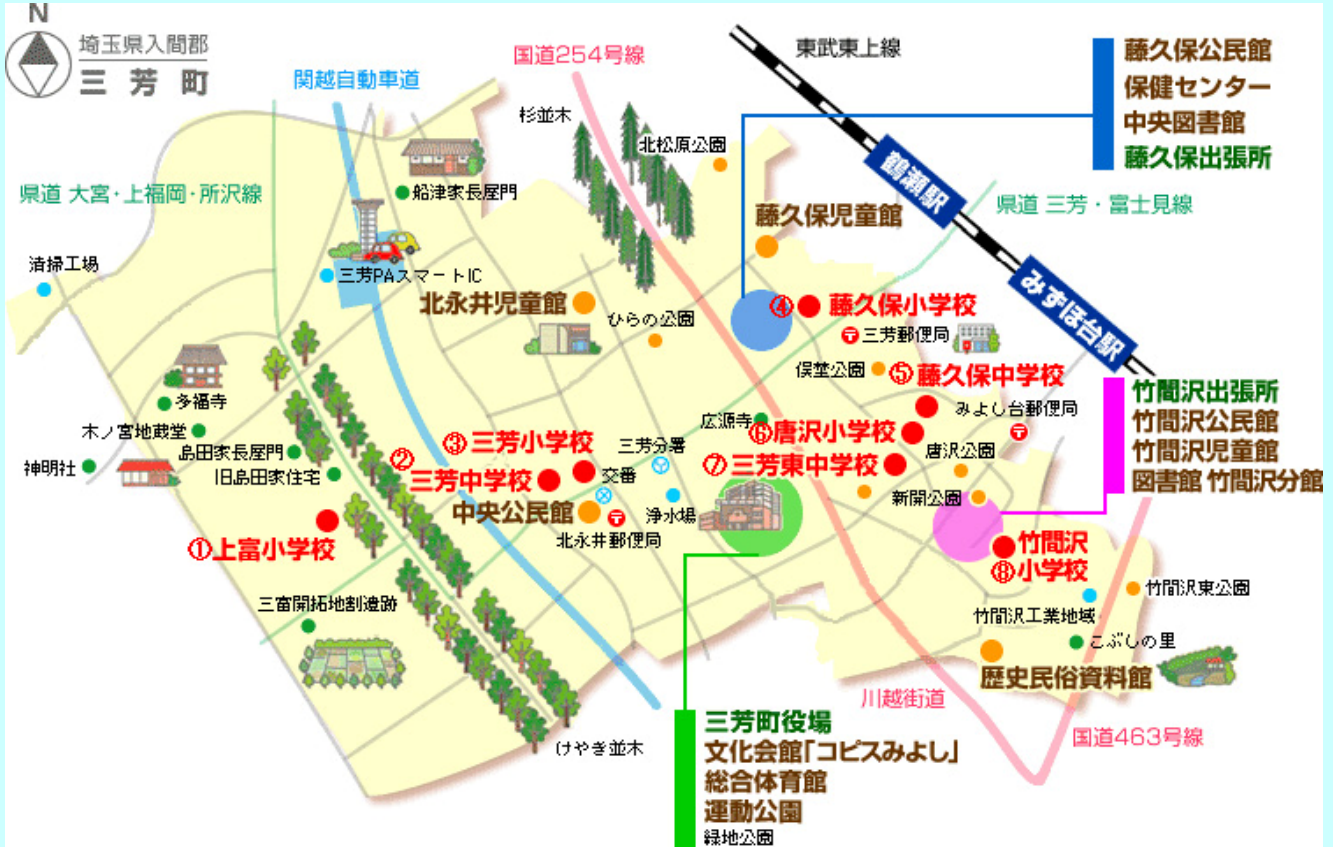 N
埼玉県入間郡
三芳町
関越自動車道
国道254号線
東武東上線
藤久保公民館
保健センター
中央図書館
藤久保出張所
杉並木
北松原公園
鶴瀬駅
県道 大宮・上福岡・所沢線
船津家長屋門
藤久保児童館
県道 三芳・富士見線
清掃工場
三芳PAスマートIC
みずほ台駅
北永井児童館
ひらの公園
④藤久保小学校
三芳郵便局
俣埜公園
⑤藤久保中学校
竹間沢出張所
竹間沢公民館
竹間沢児童館
図書館 竹間沢分館
多福寺
木ノ宮地蔵堂
神明社
島田家長屋門
旧島田家住宅
②三芳中学校
③三芳小学校
三芳分署
交番
広源寺
みよし台郵便局
⑥唐沢小学校
⑦三芳東中学校
唐沢公園
新開公園
中央公民館
北永井郵便局
浄水場
①上富小学校
竹間沢
⑧小学校
三富開拓地割遺跡
竹間沢東公園
竹間沢工業地域
こぶしの里
歴史民俗資料館
川越街道
国道463号線
けやき並木
三芳町役場
文化会館「コピスみよし」
総合体育館
運動公園
緑地公園